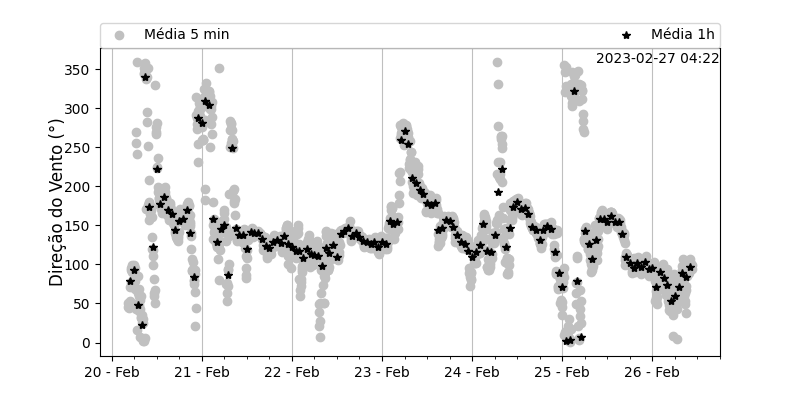 Média 5 min
Média 1h
2023-02-27 04:22
Direção do Vento (°)
350
300
250
200
150
100
50
0
20 - Feb
21 - Feb
22 - Feb
23 - Feb
24 - Feb
25 - Feb
26 - Feb